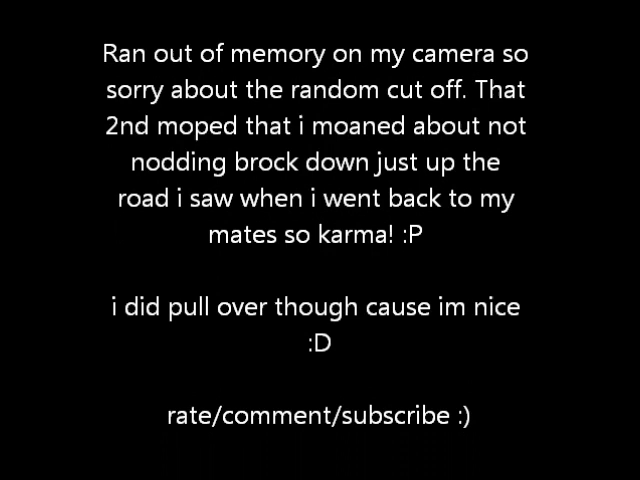 Ran out of memory on my camera so
sorry about the random cut off. That
2nd moped that i moaned about not
nodding brock down just up the
road i saw when i went back to my
mates so karma! :P
i did pull over though cause im nice
:D
rate/comment/subscribe :)